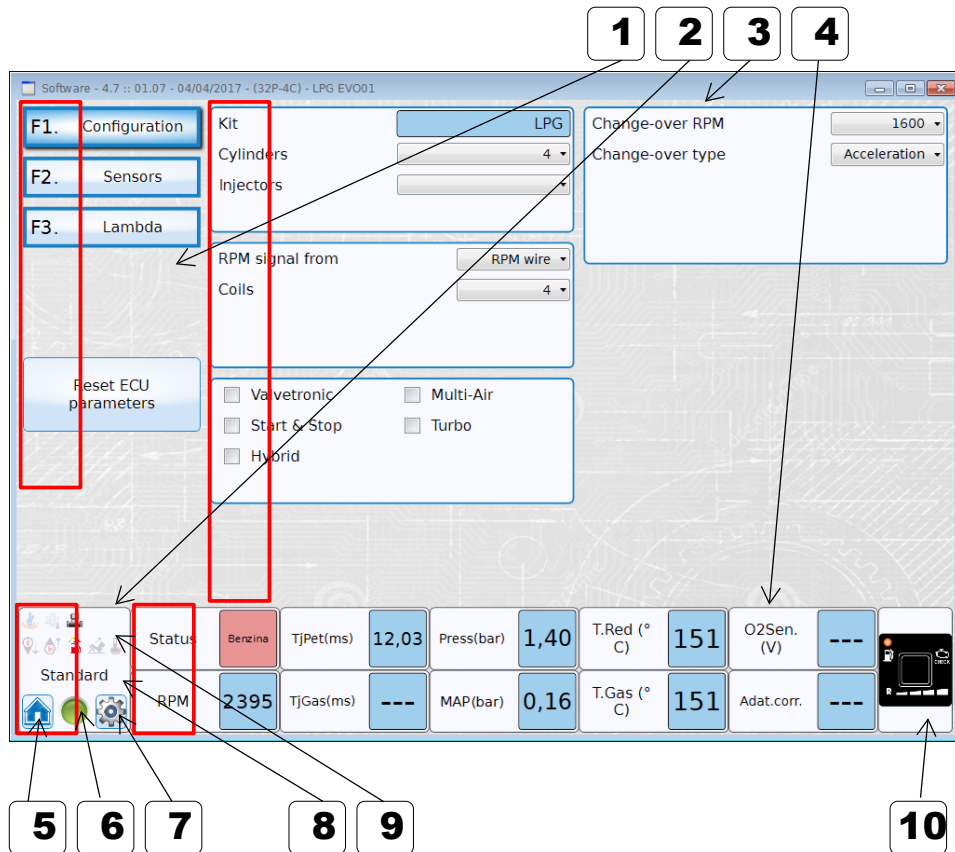 1 2 3 4
Software - 4.7 :: 01.07 - 04/04/2017 - (32P-4C) - LPG EVO01
F1. Configuration
F2. Sensors
F3. Lambda
Reset ECU
parameters
Kit LPG
Cylinders 4
Injectors
RPM signal from RPM wire
Coils 4
Valvetronic Multi-Air
Start & Stop Turbo
Hybrid
Change-over RPM 1600
Change-over type Acceleration
Standard
Status Benzina TjPet(ms) 12,03 Press(bar) 1,40 T.Red (°
C) 151 O2Sen.
(V) ---
RPM 2395 TjGas(ms) --- MAP(bar) 0,16 T.Gas (°
C) 151 Adat.corr. ---
CHECK
R
5 6 7 8 9 10